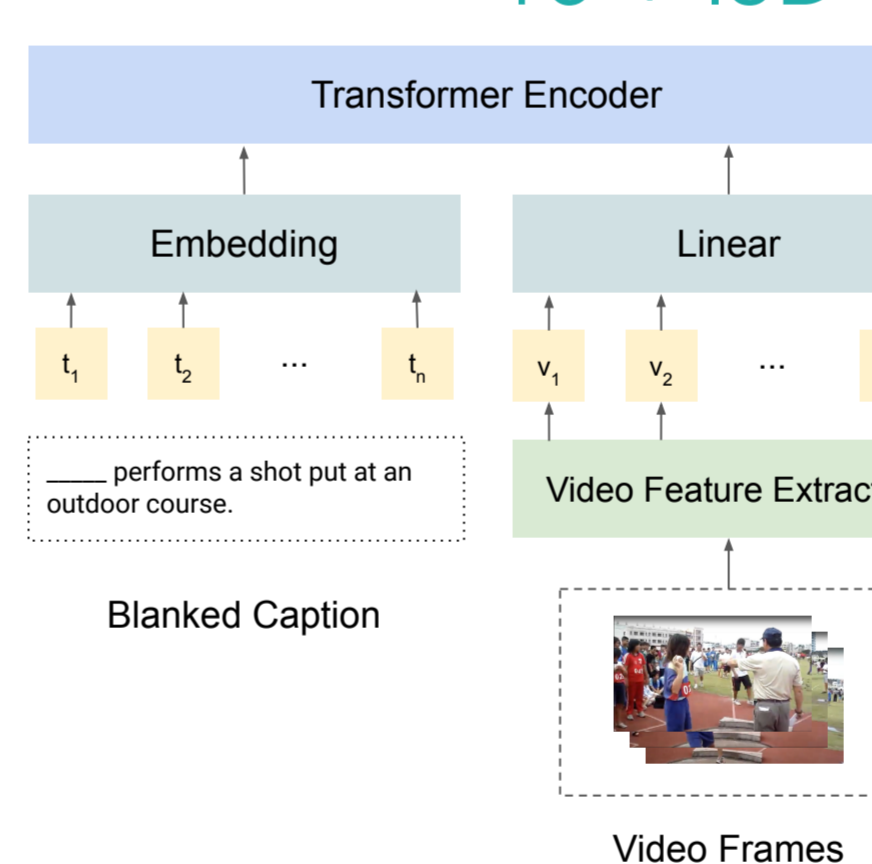 Transformer Encoder
Embedding
Linear
t1
t2
...
tn
v1
v2
...
_____ performs a shot put at an
outdoor course.
Video Feature Extract
Blanked Caption
Video Frames